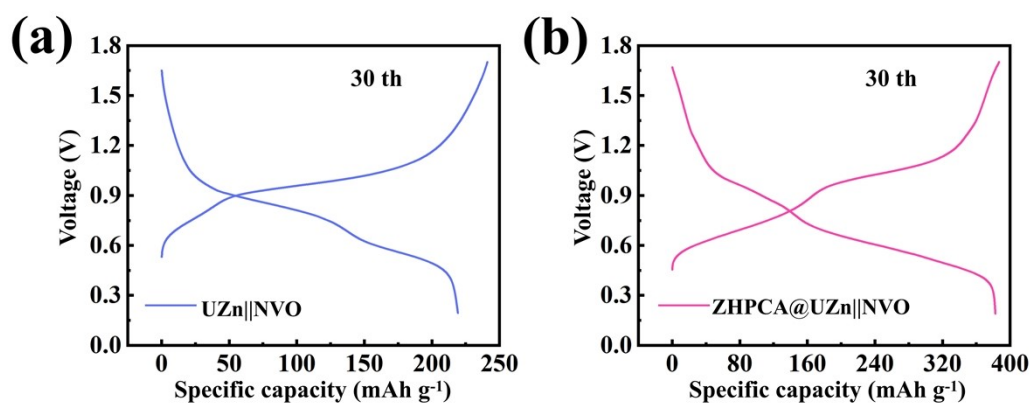 (a)
1.8
1.5
1.2
0.9
0.6
0.3
0.0
Voltage (V)
30 th
UZn||NVO
0 50 100 150 200 250
Specific capacity (mAh g⁻¹)
(b)
1.8
1.5
1.2
0.9
0.6
0.3
0.0
Voltage (V)
30 th
ZHPCA@UZn||NVO
0 80 160 240 320 400
Specific capacity (mAh g⁻¹)